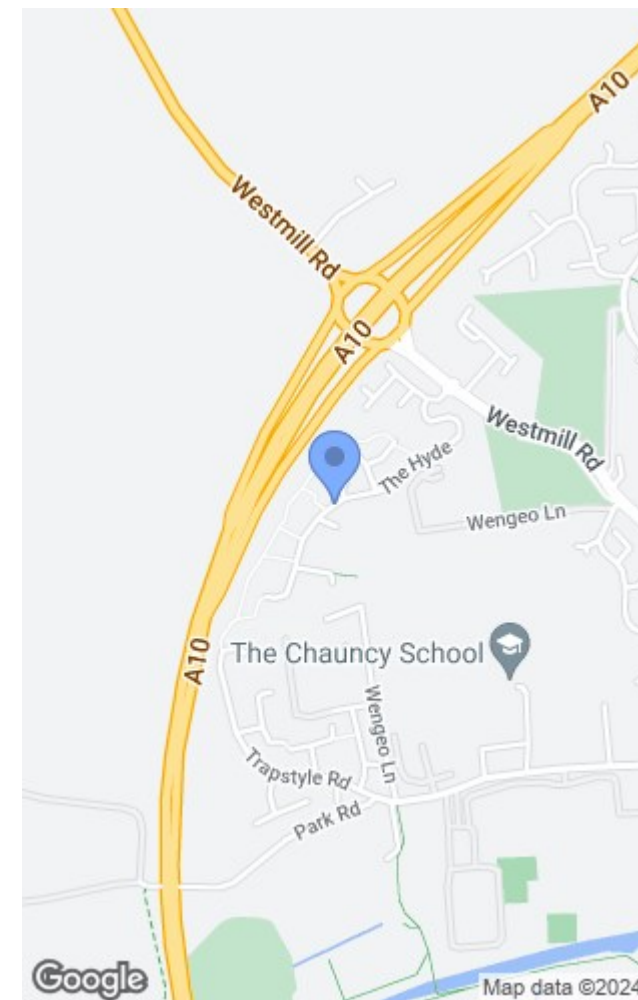 A10
Westmill Rd
A10
Westmill Rd
The Hyde
Wengeo Ln
A10
The Chauncy School
Wengeo Ln
Trapstyle Rd
Park Rd
Google
Map data ©2024